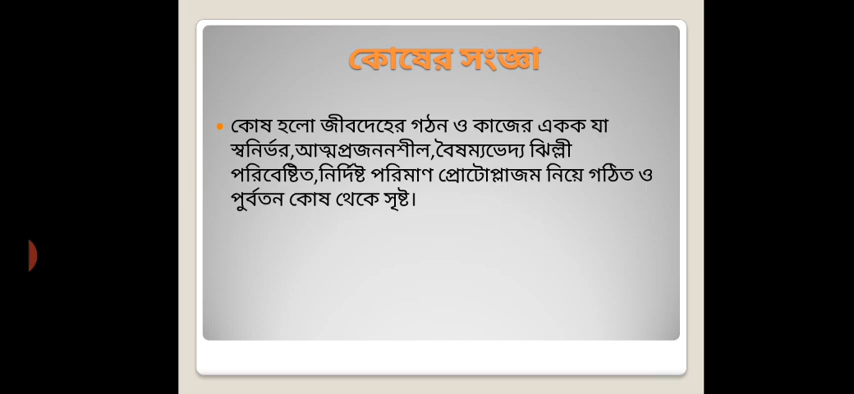 কোষের সংজ্ঞা
কোষ হলো জীবদেহের গঠন ও কাজের একক যা
স্বনির্ভর,আত্মপ্রজননশীল,বৈষম্যভেদ্য ঝিল্লী
পরিবেষ্টিত,নির্দিষ্ট পরিমাণ প্রোটোপ্লাজম নিয়ে গঠিত ও
পুর্বতন কোষ থেকে সৃষ্ট।